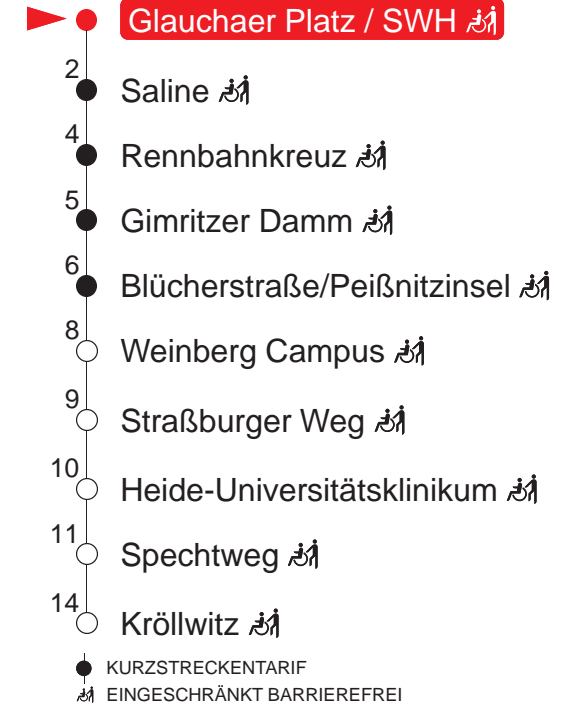 Glauchaer Platz / SWH
2
Saline
4
Rennbahnkreuz
5
Gimritzer Damm
6
Blücherstraße/Peißnitzinsel
8
Weinberg Campus
9
Straßburger Weg
10
Heide-Universitätsklinikum
11
Spechtweg
14
Kröllwitz
KURZSTRECKENTARIF
EINGESCHRÄNKT BARRIEREFREI